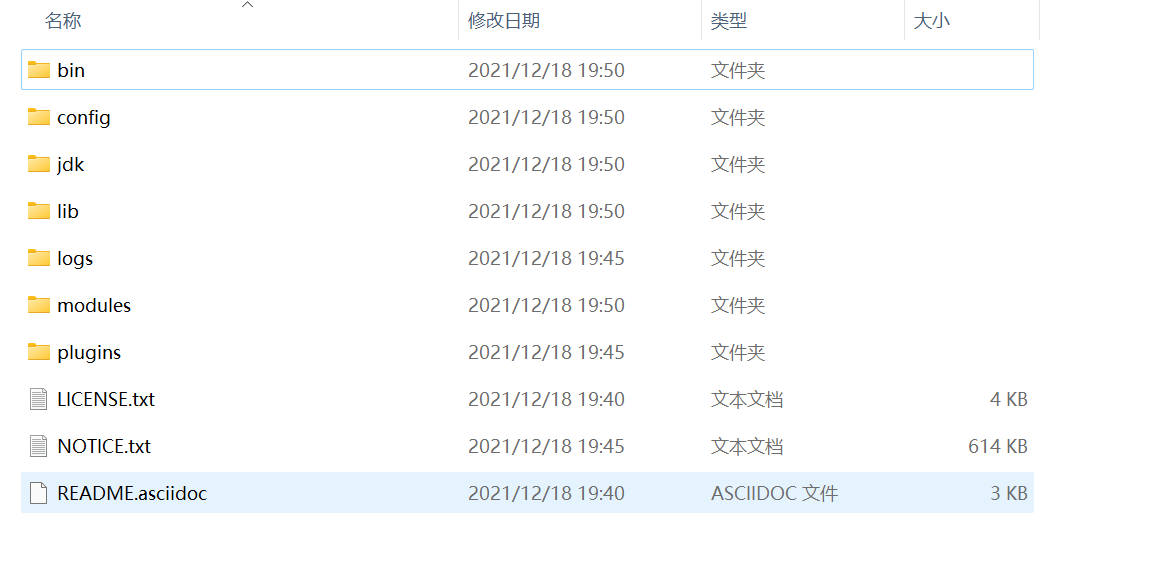 名称 修改日期 类型 大小
bin 2021/12/18 19:50 文件夹
config 2021/12/18 19:50 文件夹
jdk 2021/12/18 19:50 文件夹
lib 2021/12/18 19:50 文件夹
logs 2021/12/18 19:45 文件夹
modules 2021/12/18 19:50 文件夹
plugins 2021/12/18 19:45 文件夹
LICENSE.txt 2021/12/18 19:40 文本文档 4 KB
NOTICE.txt 2021/12/18 19:45 文本文档 614 KB
README.asciidoc 2021/12/18 19:40 ASCIIDOC 文件 3 KB